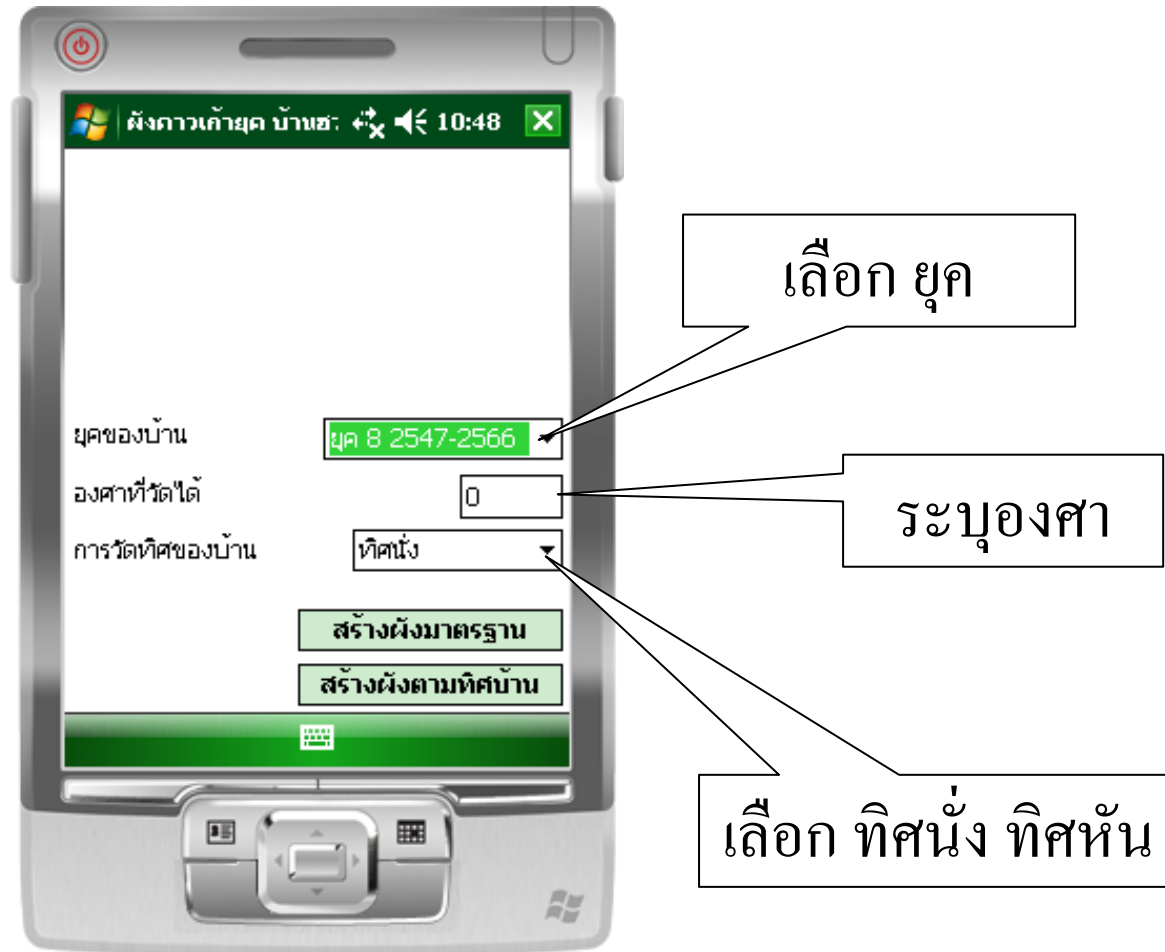 ผังดาวเก้ายุค บ้านฮวงจุ้ย 10:48
เลือก ยุค
ยุคของบ้าน ยุค 8 2547-2566
องศาที่วัดได้ 0
ระบุองศา
การวัดทิศของบ้าน ทิศนั่ง
สร้างผังมาตรฐาน
สร้างผังตามทิศบ้าน
เลือก ทิศนั่ง ทิศหัน